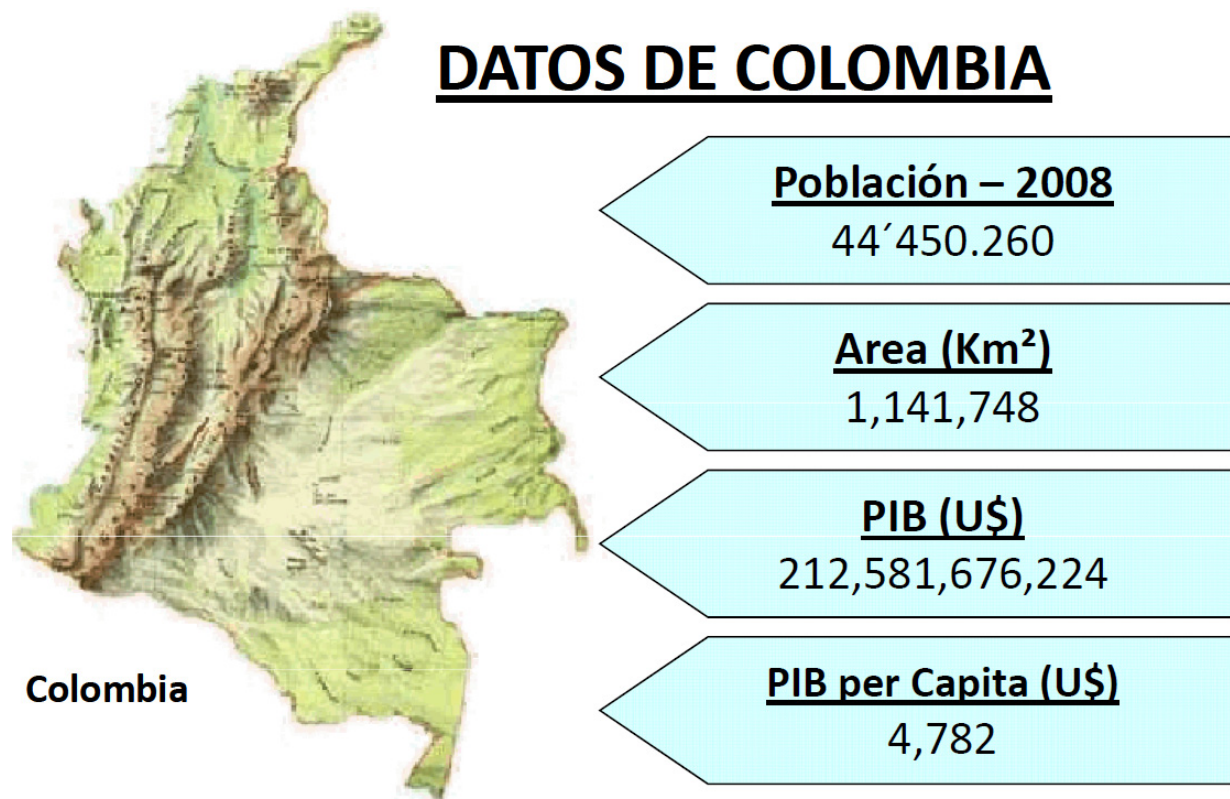 DATOS DE COLOMBIA
Población – 2008
44´450.260
Area (Km²)
1,141,748
PIB (U$)
212,581,676,224
PIB per Capita (U$)
4,782
Colombia